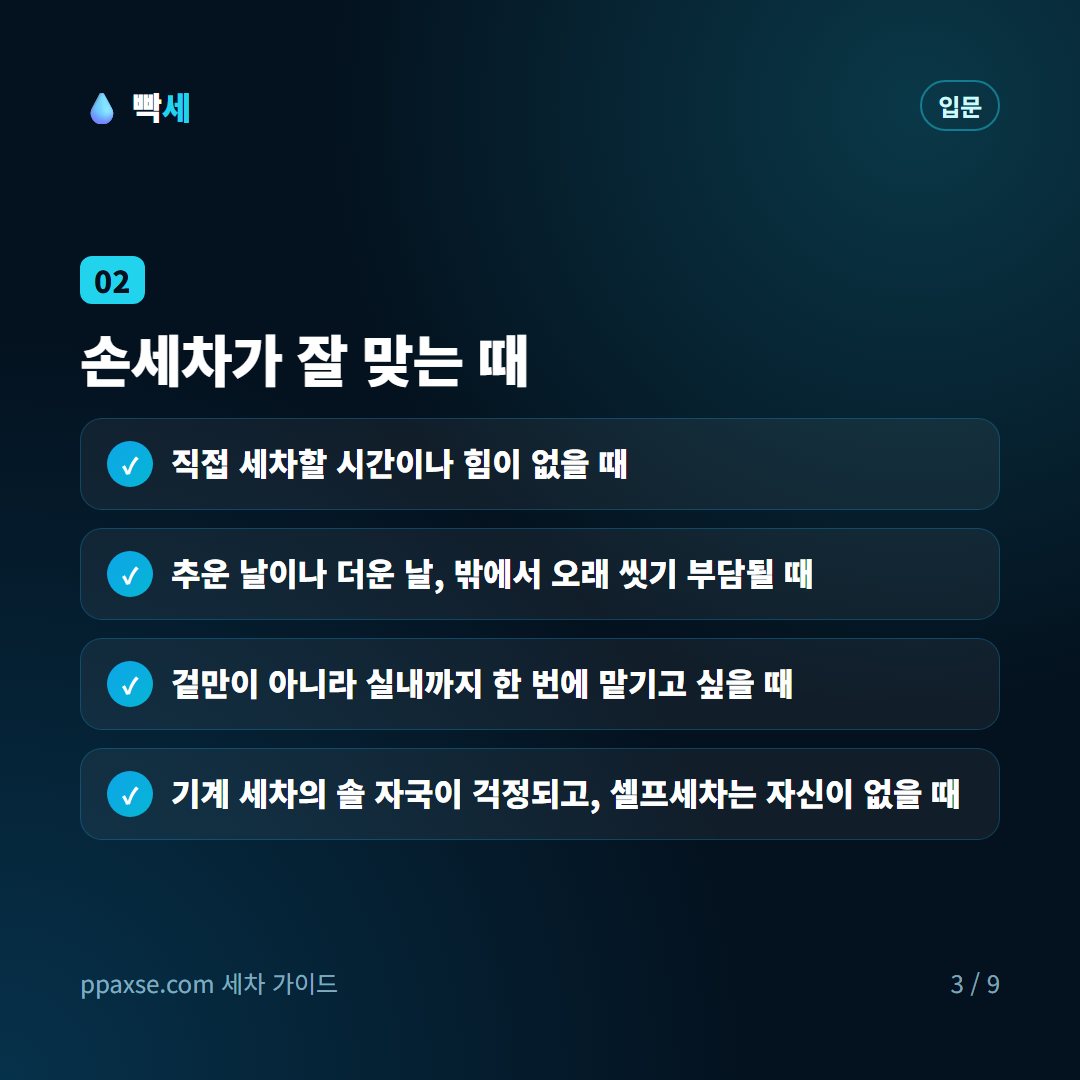 빡세
입문
02
손세차가 잘 맞는 때
직접 세차할 시간이나 힘이 없을 때
추운 날이나 더운 날, 밖에서 오래 씻기 부담될 때
겉만이 아니라 실내까지 한 번에 맡기고 싶을 때
기계 세차의 솔 자국이 걱정되고, 셀프세차는 자신이 없을 때
ppaxse.com 세차 가이드
3 / 9